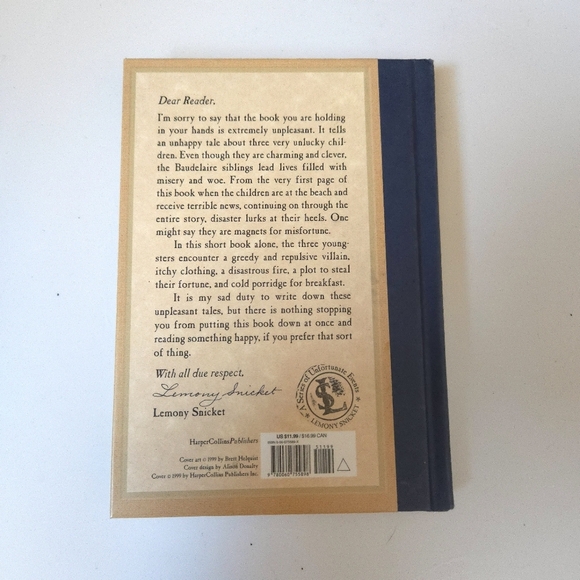 Dear Reader,
I'm sorry to say that the book you are holding
in your hands is extremely unpleasant. It tells
an unhappy tale about three very unlucky chil-
dren. Even though they are charming and clever,
the Baudelaire siblings lead lives filled with
misery and woe. From the very first page of
this book when the children are at the beach and
receive terrible news, continuing on through the
entire story, disaster lurks at their heels. One
might say they are magnets for misfortune.
In this short book alone, the three young-
sters encounter a greedy and repulsive villain,
itchy clothing, a disastrous fire, a plot to steal
their fortune, and cold porridge for breakfast.
It is my sad duty to write down these
unpleasant tales, but there is nothing stopping
you from putting this book down at once and
reading something happy, if you prefer that sort
of thing.
With all due respect,
Lemony Snicket
Lemony Snicket
A Series of Unfortunate Events
LEMONY SNICKET
HarperCollinsPublishers
US $11.99 / $18.99 CAN
Cover art © 1999 by Brett Helquist
Cover design by Alison Donalty
Cover © 1999 by HarperCollins Publishers Inc.